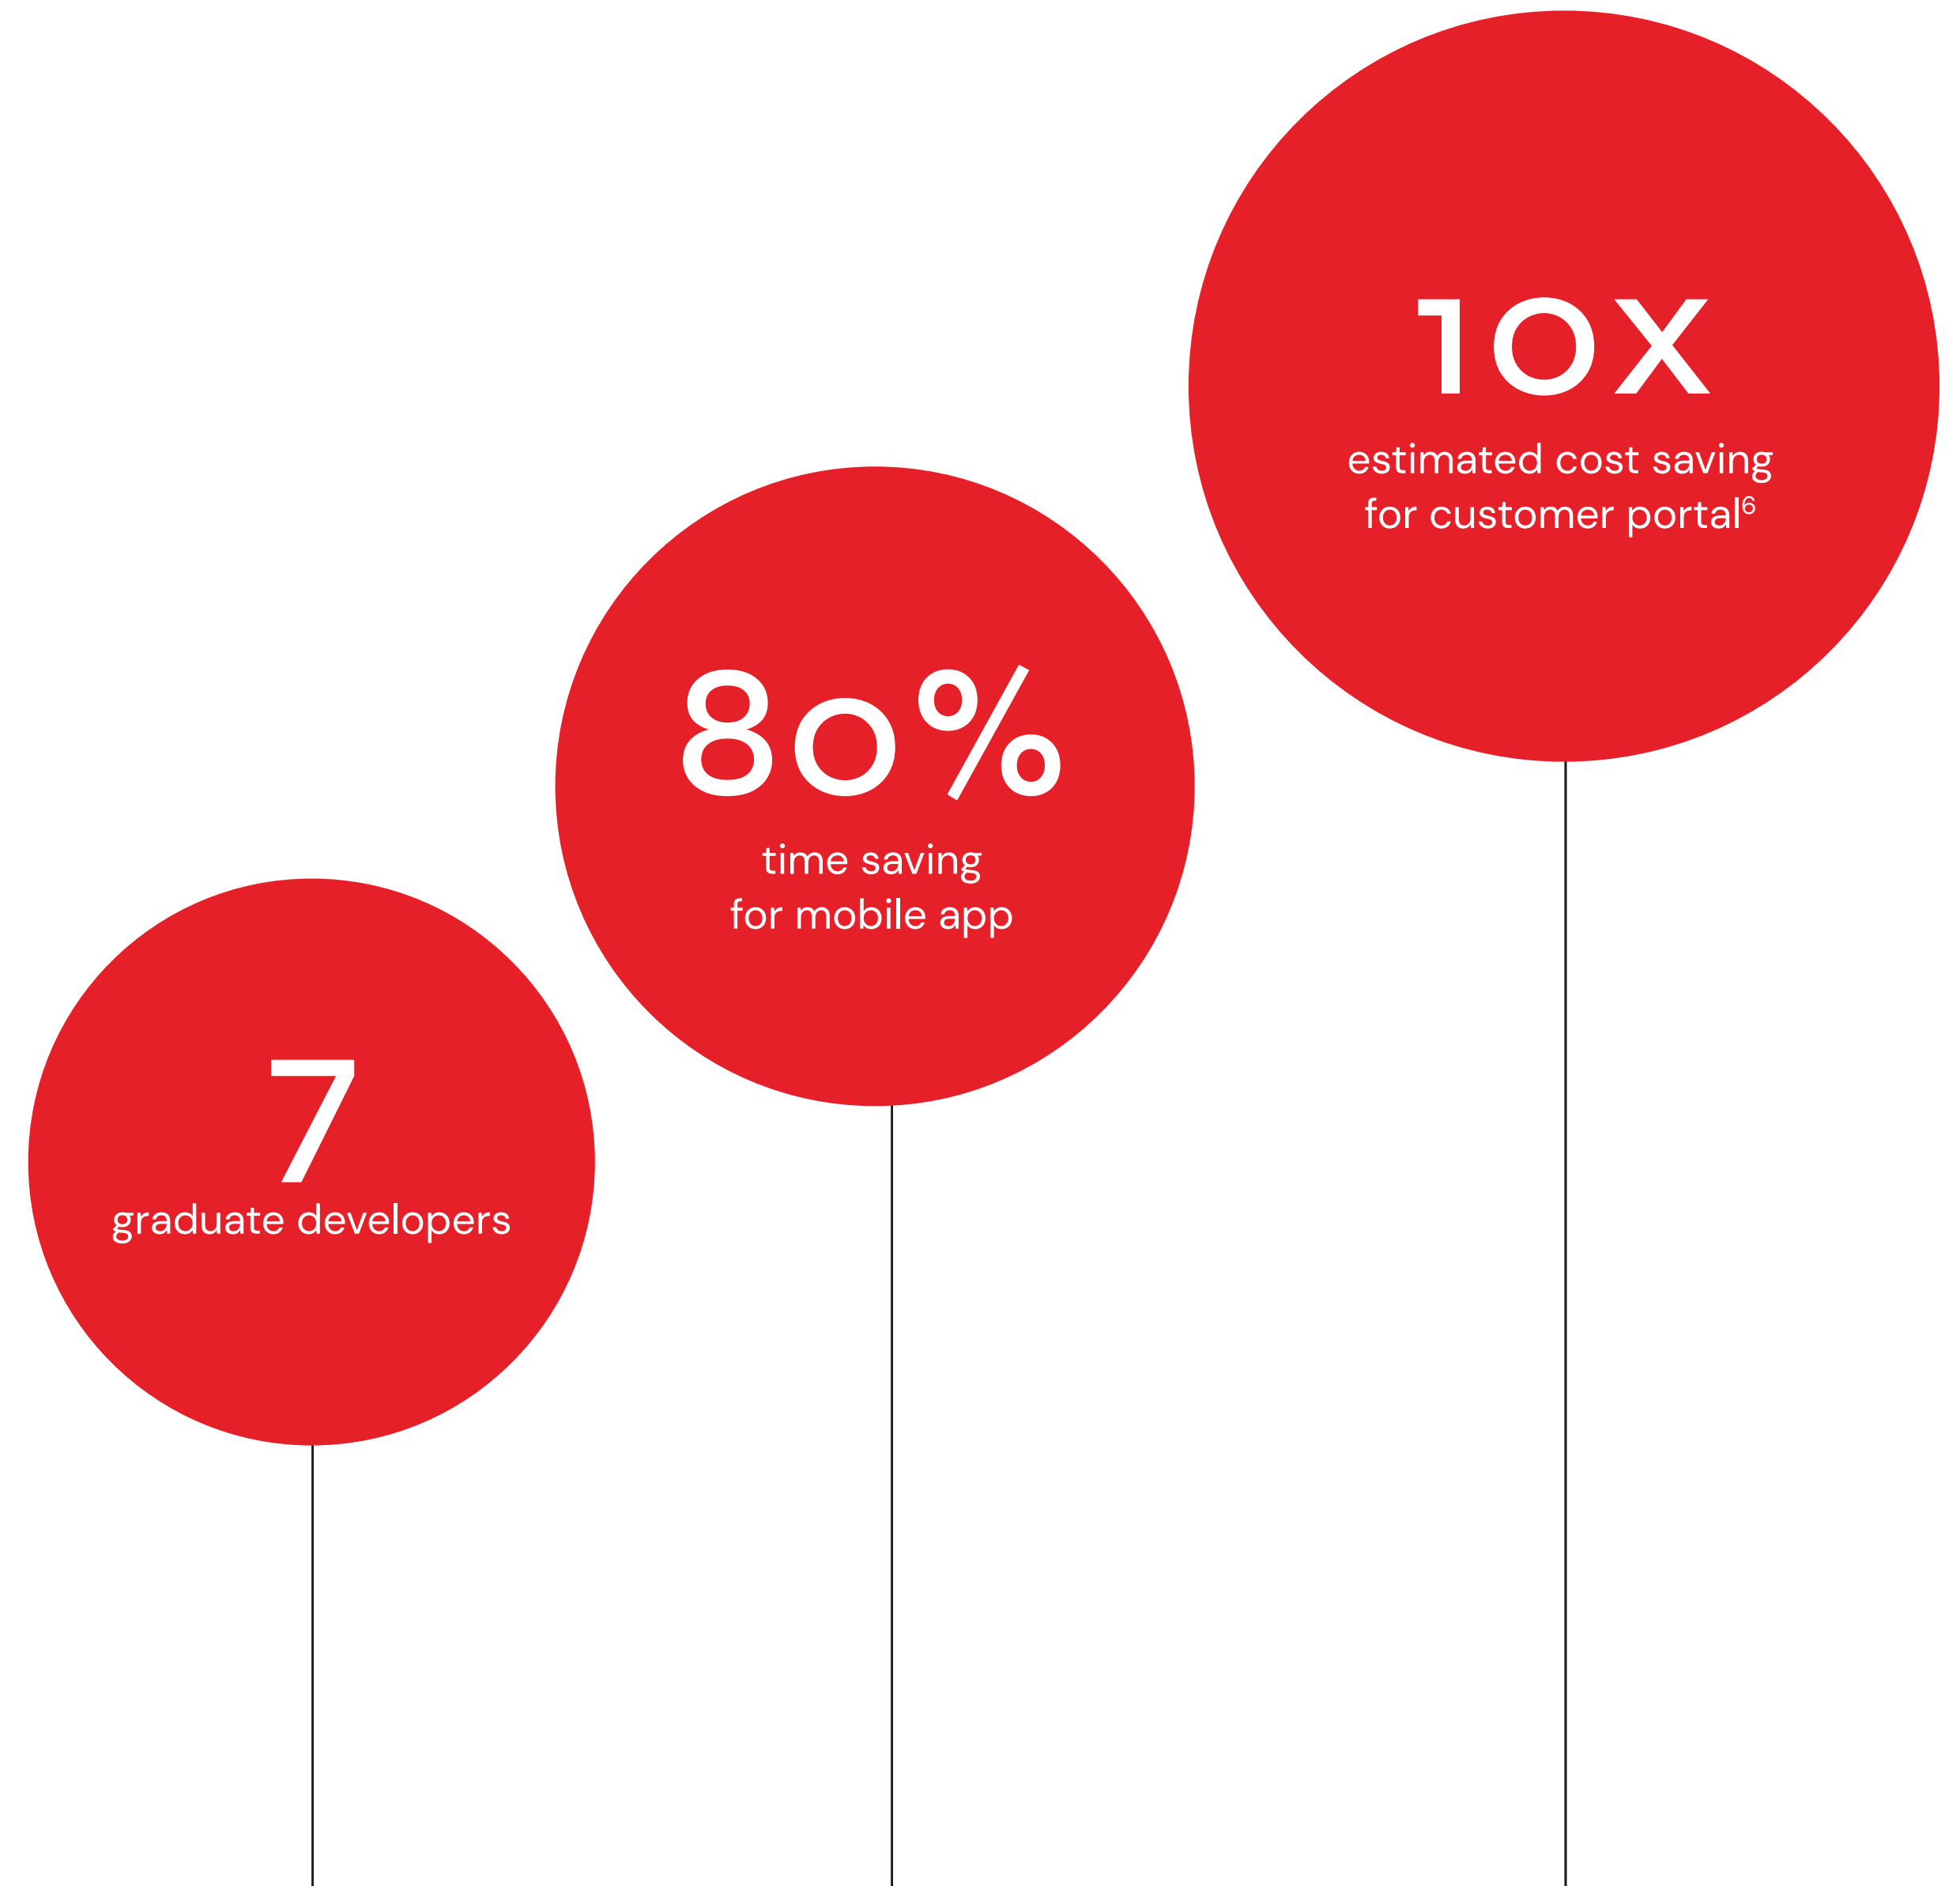 10X
estimated cost saving
for customer portal⁶
80%
time saving
for mobile app
7
graduate developers